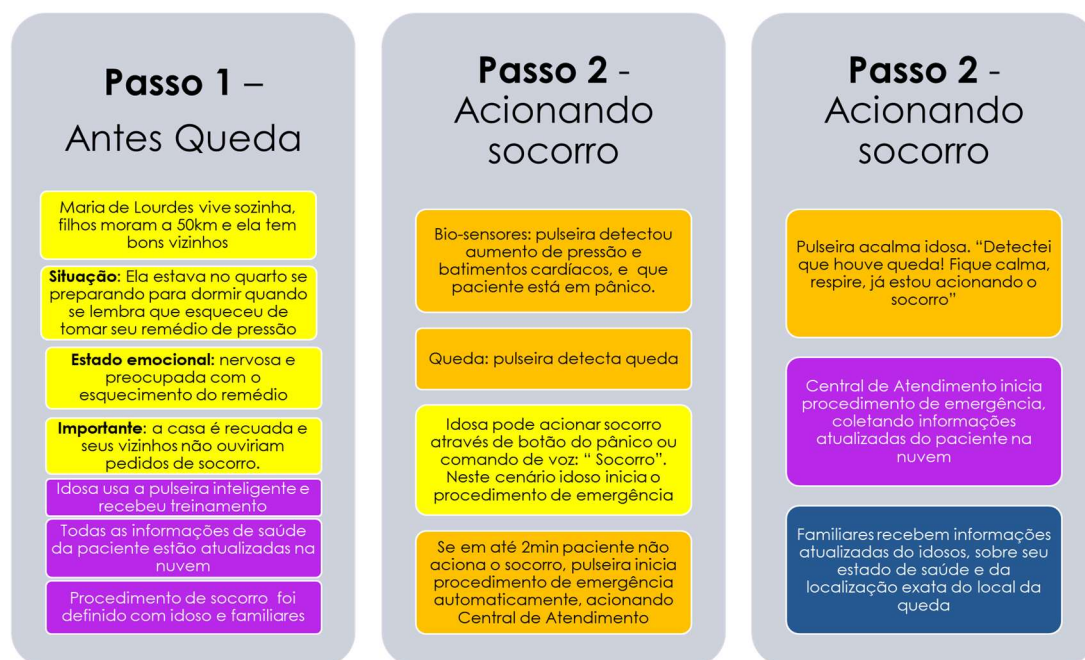 Passo 1 –
Antes Queda
Maria de Lourdes vive sozinha,
filhos moram a 50km e ela tem
bons vizinhos
Situação: Ela estava no quarto se
preparando para dormir quando
se lembra que esqueceu de
tomar seu remédio de pressão
Estado emocional: nervosa e
preocupada com o
esquecimento do remédio
Importante: a casa é recuada e
seus vizinhos não ouviriam
pedidos de socorro.
Idosa usa a pulseira inteligente e
recebeu treinamento
Todas as informações de saúde
da paciente estão atualizadas na
nuvem
Procedimento de socorro foi
definido com idoso e familiares
Passo 2 -
Acionando
socorro
Bio-sensores: pulseira detectou
aumento de pressão e
batimentos cardíacos, e que
paciente está em pânico.
Queda: pulseira detecta queda
Idosa pode acionar socorro
através de botão do pânico ou
comando de voz: “ Socorro”.
Neste cenário idoso inicia o
procedimento de emergência
Se em até 2min paciente não
aciona o socorro, pulseira inicia
procedimento de emergência
automaticamente, acionando
Central de Atendimento
Passo 2 -
Acionando
socorro
Pulseira acalma idosa. “Detectei
que houve queda! Fique calma,
respire, já estou acionando o
socorro”
Central de Atendimento inicia
procedimento de emergência,
coletando informações
atualizadas do paciente na
nuvem
Familiares recebem informações
atualizadas do idosos, sobre seu
estado de saúde e da
localização exata do local da
queda